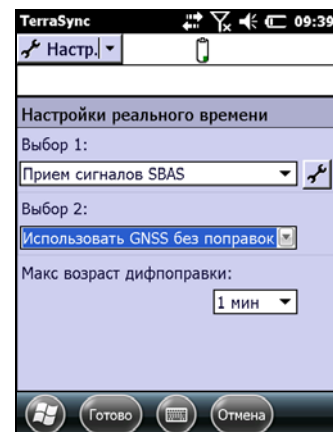 TerraSync 09:39
Настр.
Настройки реального времени
Выбор 1:
Прием сигналов SBAS
Выбор 2:
Использовать GNSS без поправок
Макс возраст дифпоправки:
1 мин
Готово Отмена